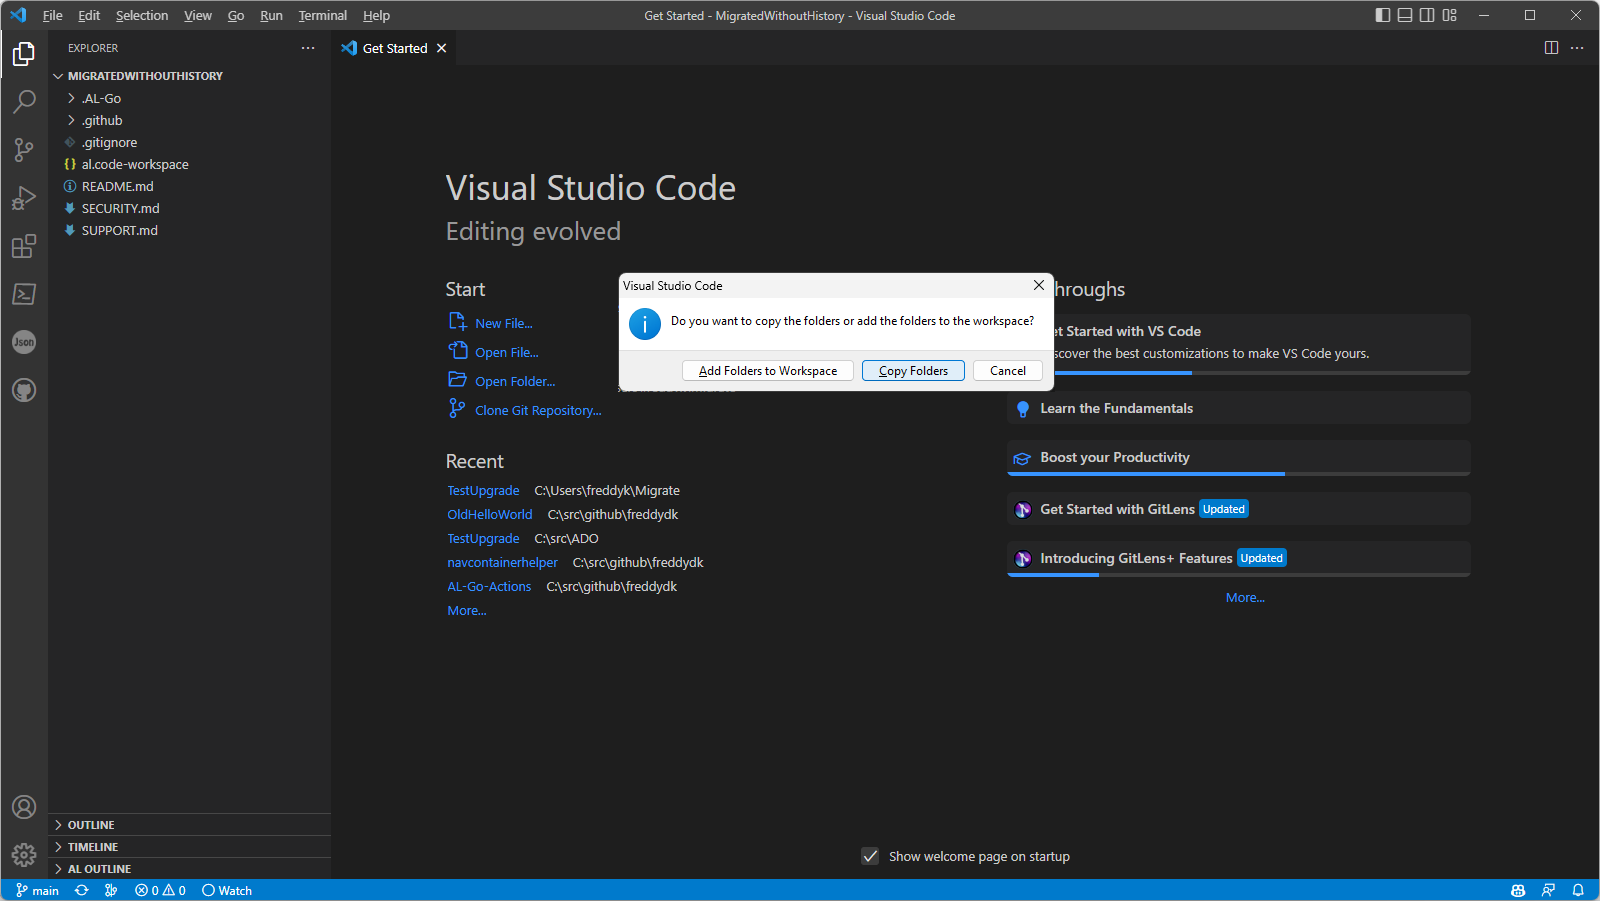 File Edit Selection View Go Run Terminal Help
Get Started - MigratedWithoutHistory - Visual Studio Code
EXPLORER
Get Started
MIGRATEDWITHOUTHISTORY
.AL-Go
.github
.gitignore
{} al.code-workspace
README.md
SECURITY.md
SUPPORT.md
OUTLINE
TIMELINE
AL OUTLINE
Json
Visual Studio Code
Editing evolved
Start
New File...
Open File...
Open Folder...
Clone Git Repository...
Recent
TestUpgrade C:\Users\freddyk\Migrate
OldHelloWorld C:\src\github\freddydk
TestUpgrade C:\src\ADO
navcontainerhelper C:\src\github\freddydk
AL-Go-Actions C:\src\github\freddydk
More...
Visual Studio Code
Do you want to copy the folders or add the folders to the workspace?
Add Folders to Workspace
Copy Folders
Cancel
hroughs
et Started with VS Code
scover the best customizations to make VS Code yours.
Learn the Fundamentals
Boost your Productivity
Get Started with GitLens Updated
Introducing GitLens+ Features Updated
More...
Show welcome page on startup
main 0 0 Watch